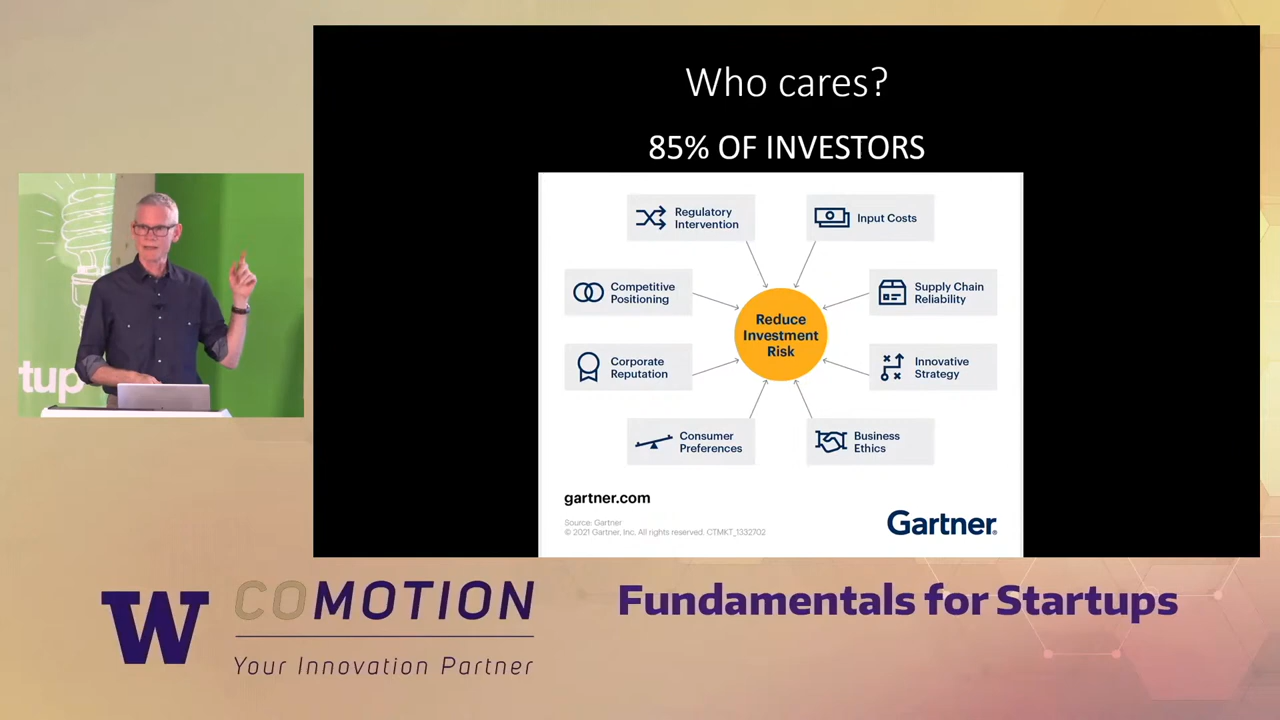 Who cares?
85% OF INVESTORS
Regulatory
Intervention
Input Costs
Competitive
Positioning
Supply Chain
Reliability
Reduce
Investment
Risk
Corporate
Reputation
Innovative
Strategy
Consumer
Preferences
Business
Ethics
gartner.com
Source: Gartner
© 2021 Gartner, Inc. All rights reserved. CTMKT_1332702
Gartner®
tup
W
COMOTION
Your Innovation Partner
Fundamentals for Startups